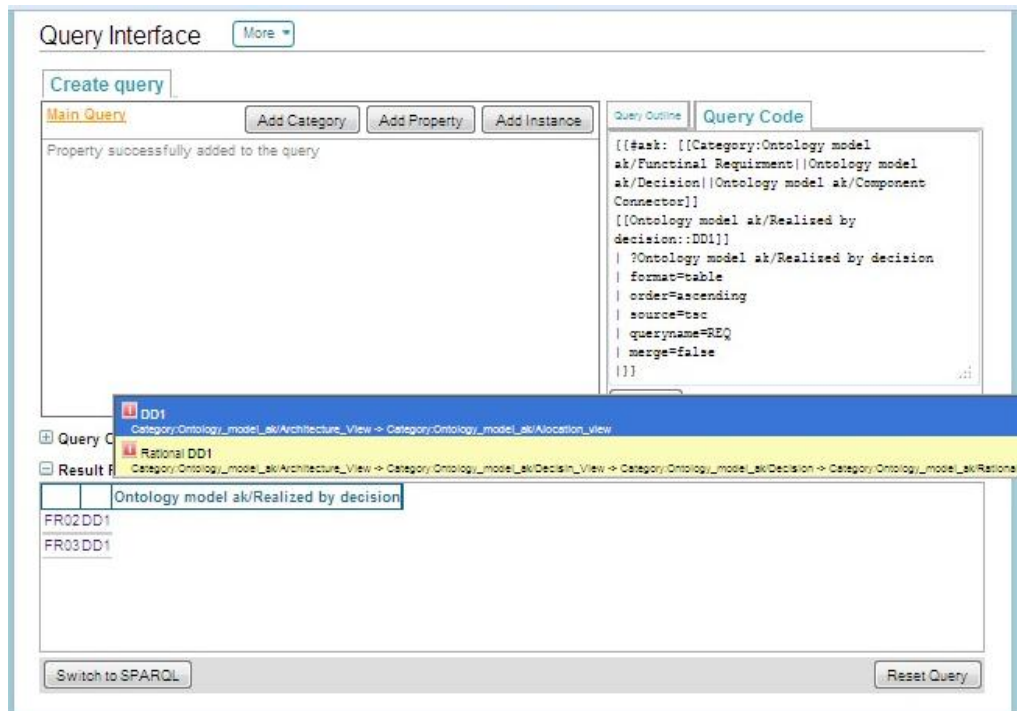 Query Interface More
Create query
Main Query Add Category Add Property Add Instance
Property successfully added to the query
Query Outline Query Code
{{#ask: [[Category:Ontology model
ak/Functinal Requirment||Ontology model
ak/Decision||Ontology model ak/Component
Connector]]
[[Ontology model ak/Realized by
decision::DD1]]
| ?Ontology model ak/Realized by decision
| format=table
| order=ascending
| source=tsc
| queryname=REQ
| merge=false
|}}
DD1
Category:Ontology_model_ak/Architecture_View -> Category:Ontology_model_ak/Alocation_view
Query
Rational DD1
Category:Ontology_model_ak/Architecture_View -> Category:Ontology_model_ak/Decisin_View -> Category:Ontology_model_ak/Decision -> Category:Ontology_model_ak/Rational
Result
Ontology model ak/Realized by decision
FR02 DD1
FR03 DD1
Switch to SPARQL Reset Query